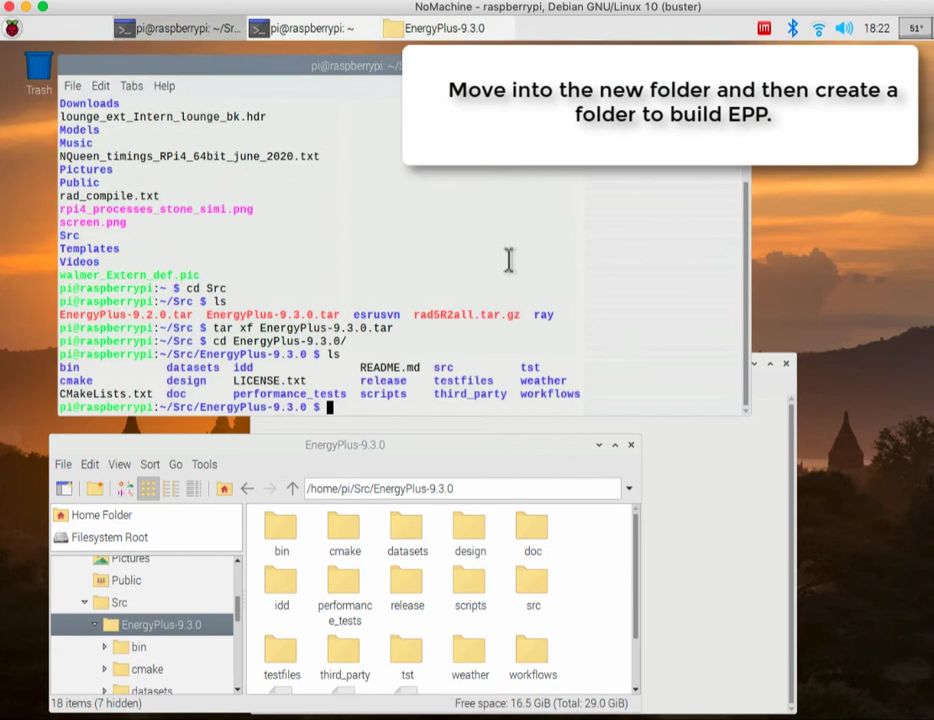 NoMachine - raspberrypi, Debian GNU/Linux 10 (buster)
pi@raspberrypi: ~/Sr...
pi@raspberrypi: ~
EnergyPlus-9.3.0
18:22
51°
Trash
pi@raspberrypi: ~/S
File Edit Tabs Help
Move into the new folder and then create a
folder to build EPP.
Downloads
lounge_ext_Intern_lounge_bk.hdr
Models
Music
NQueen_timings_RPi4_64bit_june_2020.txt
Pictures
Public
rad_compile.txt
rpi4_processes_stone_simi.png
screen.png
Src
Templates
Videos
walmer_Extern_def.pic
pi@raspberrypi:~ $ cd Src
pi@raspberrypi:~/Src $ ls
EnergyPlus-9.2.0.tar EnergyPlus-9.3.0.tar esrusvn rad5R2all.tar.gz ray
pi@raspberrypi:~/Src $ tar xf EnergyPlus-9.3.0.tar
pi@raspberrypi:~/Src $ cd EnergyPlus-9.3.0/
pi@raspberrypi:~/Src/EnergyPlus-9.3.0 $ ls
bin datasets idd README.md src tst
cmake design LICENSE.txt release testfiles weather
CMakeLists.txt doc performance_tests scripts third_party workflows
pi@raspberrypi:~/Src/EnergyPlus-9.3.0 $
EnergyPlus-9.3.0
File Edit View Sort Go Tools
/home/pi/Src/EnergyPlus-9.3.0
Home Folder
Filesystem Root
Pictures
Public
Src
EnergyPlus-9.3.0
bin
cmake
datasets
bin cmake datasets design doc
idd performanc release scripts src
e_tests
testfiles third_party tst weather workflows
18 items (7 hidden)
Free space: 16.5 GiB (Total: 29.0 GiB)